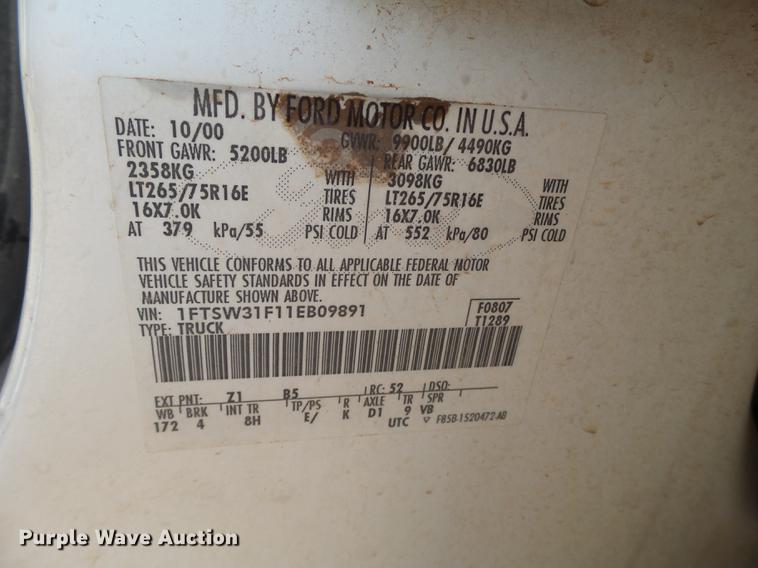 MFD. BY FORD MOTOR CO. IN U.S.A.
DATE: 10/00 GVWR: 9900LB/ 4490KG
FRONT GAWR: 5200LB REAR GAWR: 6830LB
2358KG WITH 3098KG WITH
LT265/75R16E TIRES LT265/75R16E TIRES
16X7.0K RIMS 16X7.0K RIMS
AT 379 kPa/55 PSI COLD AT 552 kPa/80 PSI COLD
THIS VEHICLE CONFORMS TO ALL APPLICABLE FEDERAL MOTOR
VEHICLE SAFETY STANDARDS IN EFFECT ON THE DATE OF
MANUFACTURE SHOWN ABOVE.
VIN: 1FTSW31F11EB09891 F0807
TYPE: TRUCK T1289
EXT PNT: Z1 B5 RC: 52 DSO:
WB BRK INT TR TP/PS R AXLE TR SPR
172 4 8H E/ K D1 9 VB
UTC F85B-1520472-AB
Purple Wave Auction